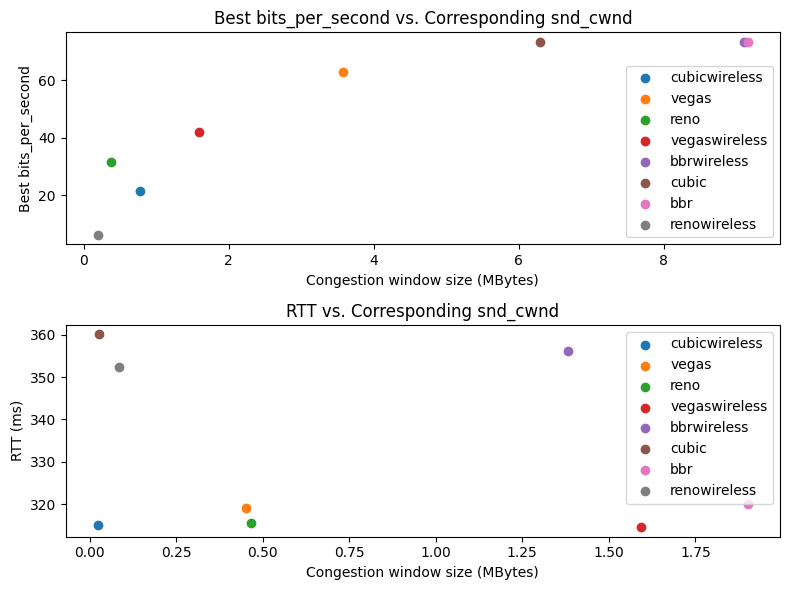 Best bits_per_second vs. Corresponding snd_cwnd
Best bits_per_second
60
40
20
cubicwireless
vegas
reno
vegaswireless
bbrwireless
cubic
bbr
renowireless
0
2
4
6
8
Congestion window size (MBytes)
RTT vs. Corresponding snd_cwnd
RTT (ms)
360
350
340
330
320
cubicwireless
vegas
reno
vegaswireless
bbrwireless
cubic
bbr
renowireless
0.00
0.25
0.50
0.75
1.00
1.25
1.50
1.75
Congestion window size (MBytes)